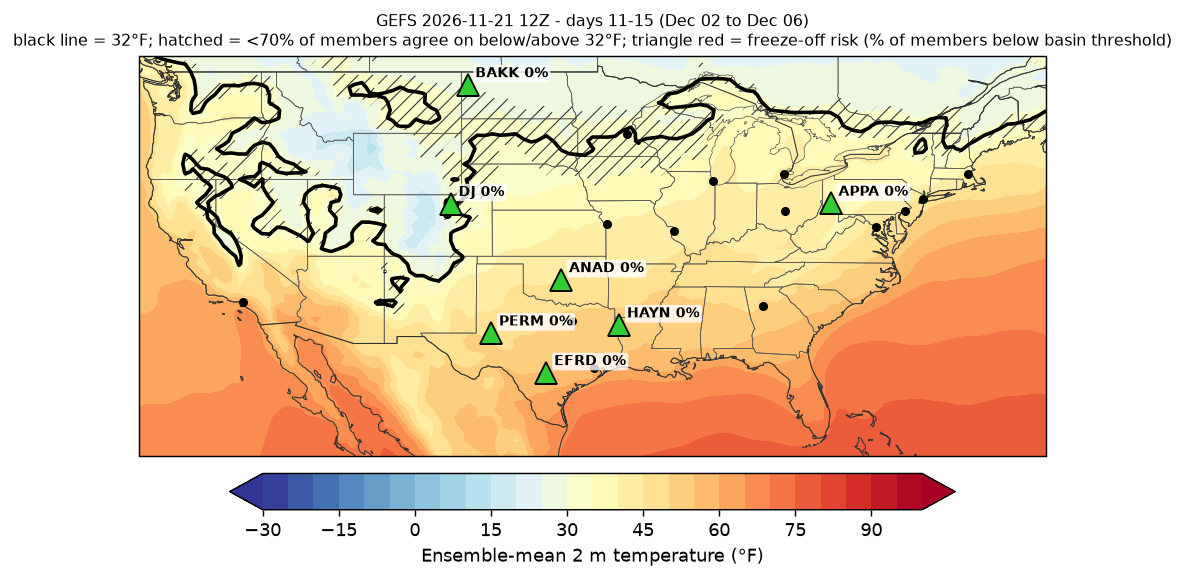 GEFS 2026-11-21 12Z - days 11-15 (Dec 02 to Dec 06)
black line = 32°F; hatched = <70% of members agree on below/above 32°F; triangle red = freeze-off risk (% of members below basin threshold)
BAKK 0%
DJ 0%
APPA 0%
ANAD 0%
HAYN 0%
PERM 0%
EFRD 0%
−30 −15 0 15 30 45 60 75 90
Ensemble-mean 2 m temperature (°F)